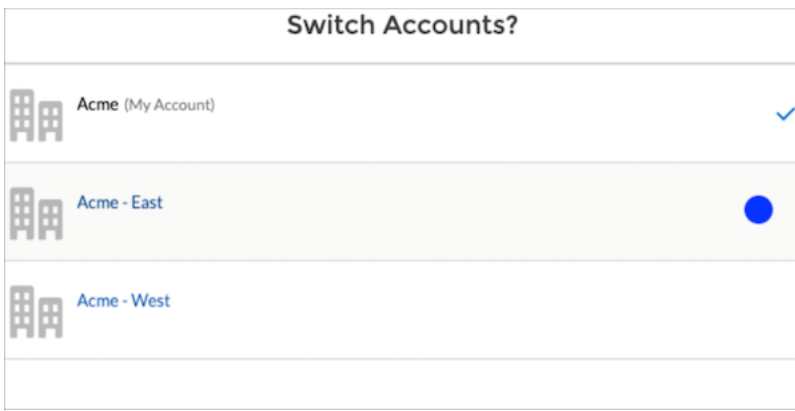 Switch Accounts?
Acme (My Account)
Acme - East
Acme - West